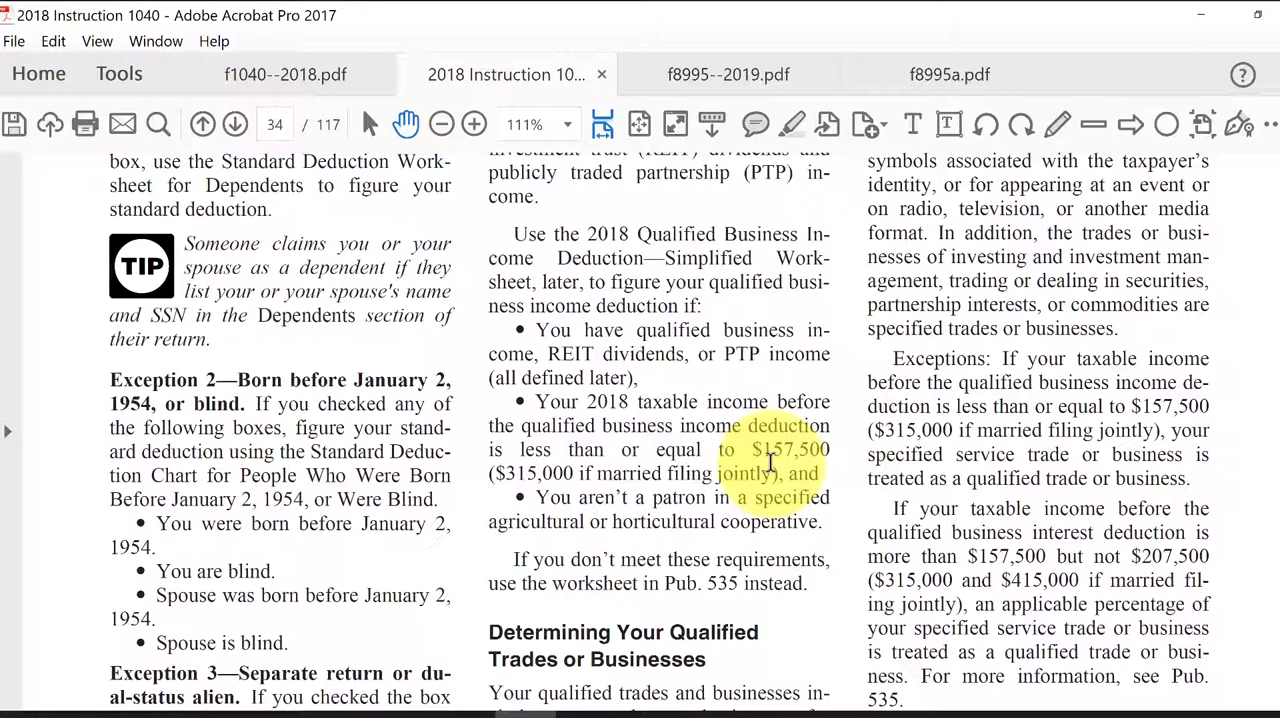 2018 Instruction 1040 - Adobe Acrobat Pro 2017
File Edit View Window Help
Home Tools f1040--2018.pdf 2018 Instruction 10... × f8995--2019.pdf f8995a.pdf ?
34 / 117 111%
box, use the Standard Deduction Work-
sheet for Dependents to figure your
standard deduction.
TIP
Someone claims you or your
spouse as a dependent if they
list your or your spouse's name
and SSN in the Dependents section of
their return.
Exception 2—Born before January 2,
1954, or blind. If you checked any of
the following boxes, figure your stand-
ard deduction using the Standard Deduc-
tion Chart for People Who Were Born
Before January 2, 1954, or Were Blind.
• You were born before January 2,
1954.
• You are blind.
• Spouse was born before January 2,
1954.
• Spouse is blind.
Exception 3—Separate return or du-
al-status alien. If you checked the box
investment trust (REIT) dividends and
publicly traded partnership (PTP) in-
come.
Use the 2018 Qualified Business In-
come Deduction—Simplified Work-
sheet, later, to figure your qualified busi-
ness income deduction if:
• You have qualified business in-
come, REIT dividends, or PTP income
(all defined later),
• Your 2018 taxable income before
the qualified business income deduction
is less than or equal to $157,500
($315,000 if married filing jointly), and
• You aren't a patron in a specified
agricultural or horticultural cooperative.
If you don't meet these requirements,
use the worksheet in Pub. 535 instead.
Determining Your Qualified
Trades or Businesses
Your qualified trades and businesses in-
symbols associated with the taxpayer's
identity, or for appearing at an event or
on radio, television, or another media
format. In addition, the trades or busi-
nesses of investing and investment man-
agement, trading or dealing in securities,
partnership interests, or commodities are
specified trades or businesses.
Exceptions: If your taxable income
before the qualified business income de-
duction is less than or equal to $157,500
($315,000 if married filing jointly), your
specified service trade or business is
treated as a qualified trade or business.
If your taxable income before the
qualified business interest deduction is
more than $157,500 but not $207,500
($315,000 and $415,000 if married fil-
ing jointly), an applicable percentage of
your specified service trade or business
is treated as a qualified trade or busi-
ness. For more information, see Pub.
535.